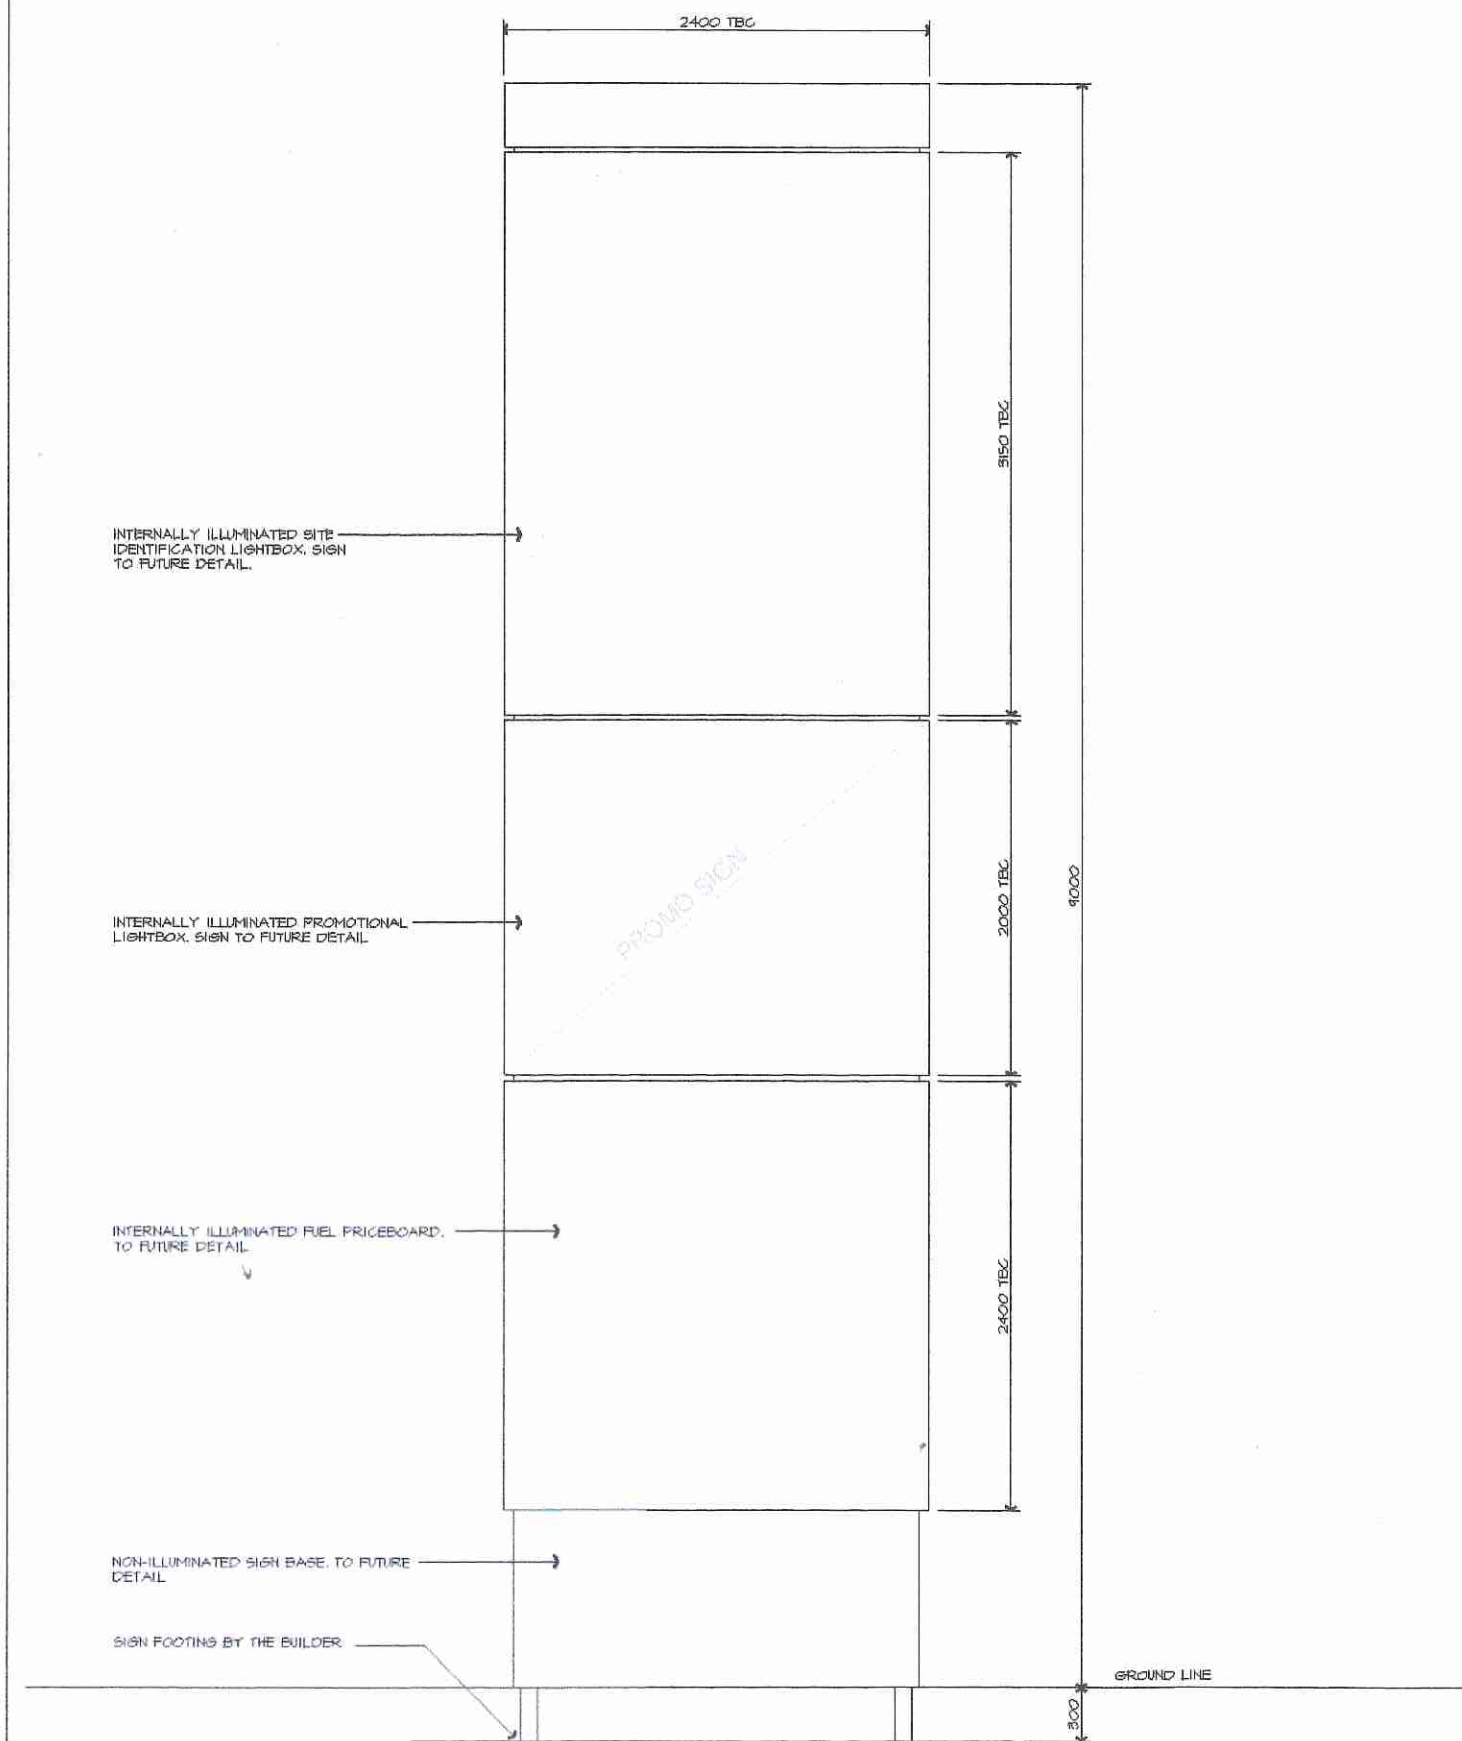 2400 TBC
3150 TBC
INTERNALLY ILLUMINATED SITE
IDENTIFICATION LIGHTBOX. SIGN
TO FUTURE DETAIL.
PROMO SIGN
2000 TBC
9000
INTERNALLY ILLUMINATED PROMOTIONAL
LIGHTBOX. SIGN TO FUTURE DETAIL
INTERNALLY ILLUMINATED FUEL PRICEBOARD.
TO FUTURE DETAIL
2400 TBC
NON-ILLUMINATED SIGN BASE. TO FUTURE
DETAIL
SIGN FOOTING BY THE BUILDER
GROUND LINE
300